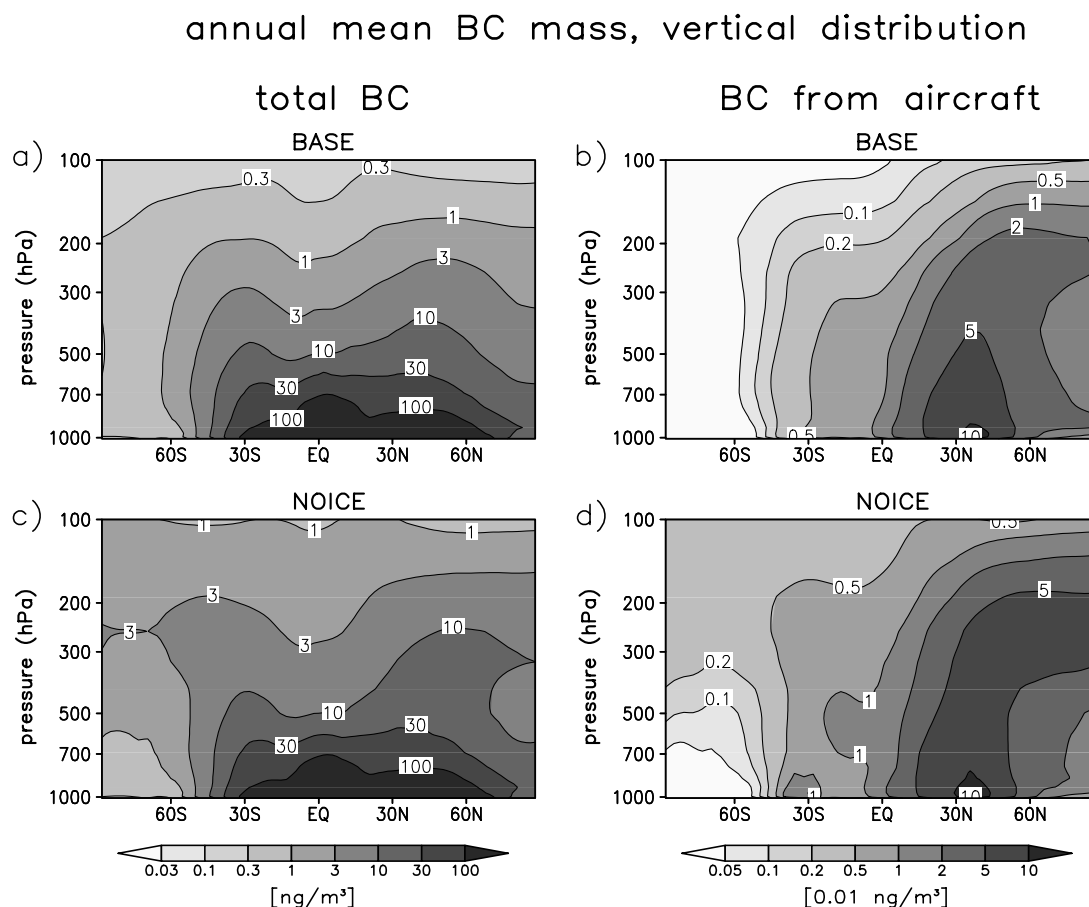 annual mean BC mass, vertical distribution
total BC
BC from aircraft
a)
BASE
100
200
300
500
700
1000
pressure (hPa)
60S 30S EQ 30N 60N
0.3
0.3
1
1
3
3
10
10
30
30
100
100
b)
BASE
100
200
300
500
700
1000
pressure (hPa)
60S 30S EQ 30N 60N
0.5
0.1
1
0.2
2
5
0.5
10
c)
NOICE
100
200
300
500
700
1000
pressure (hPa)
60S 30S EQ 30N 60N
1
1
1
3
3
3
10
10
30
30
100
d)
NOICE
100
200
300
500
700
1000
pressure (hPa)
60S 30S EQ 30N 60N
0.5
0.5
5
0.2
0.1
1
1
1
10
0.03 0.1 0.3 1 3 10 30 100
[ng/m³]
0.05 0.1 0.2 0.5 1 2 5 10
[0.01 ng/m³]